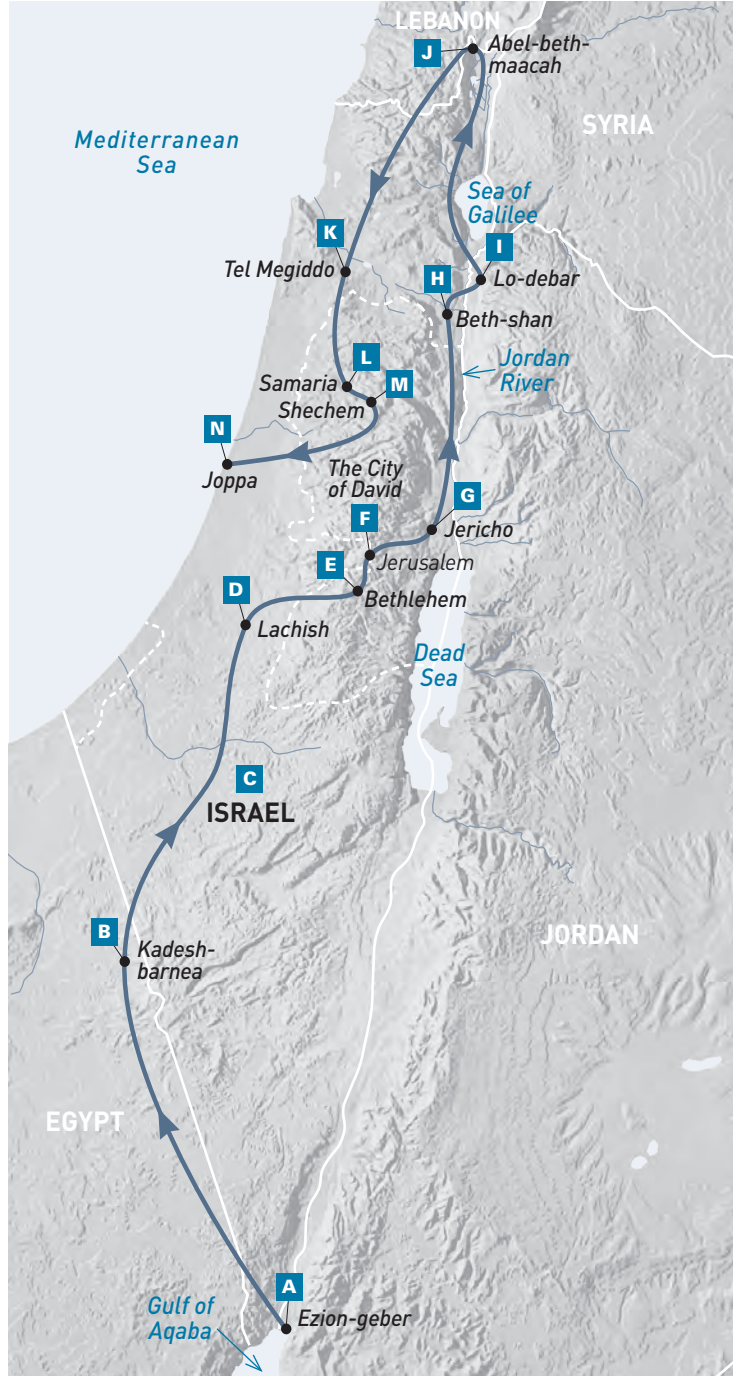 LEBANON
J
Abel-beth-
maacah
SYRIA
Mediterranean
Sea
Sea of
Galilee
K
I
Tel Megiddo
H
Lo-debar
Beth-shan
L
Jordan
River
Samaria
M
Shechem
N
Joppa
The City
of David
G
F
Jericho
Jerusalem
E
D
Bethlehem
Lachish
Dead
Sea
C
ISRAEL
B
Kadesh-
barnea
JORDAN
EGYPT
A
Gulf of
Aqaba
Ezion-geber